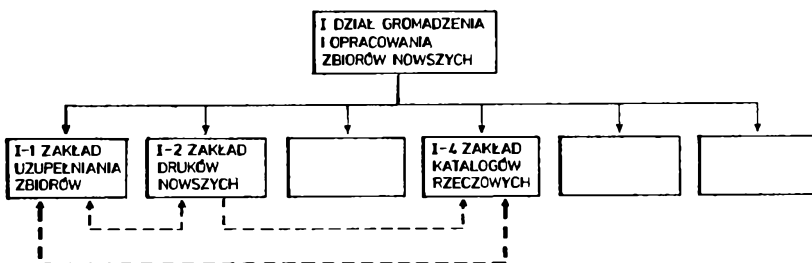 I DZIAŁ GROMADZENIA
I OPRACOWANIA
ZBIORÓW NOWSZYCH
I-1 ZAKŁAD
UZUPEŁNIANIA
ZBIORÓW
I-2 ZAKŁAD
DRUKÓW
NOWSZYCH
I-4 ZAKŁAD
KATALOGÓW
RZECZOWYCH